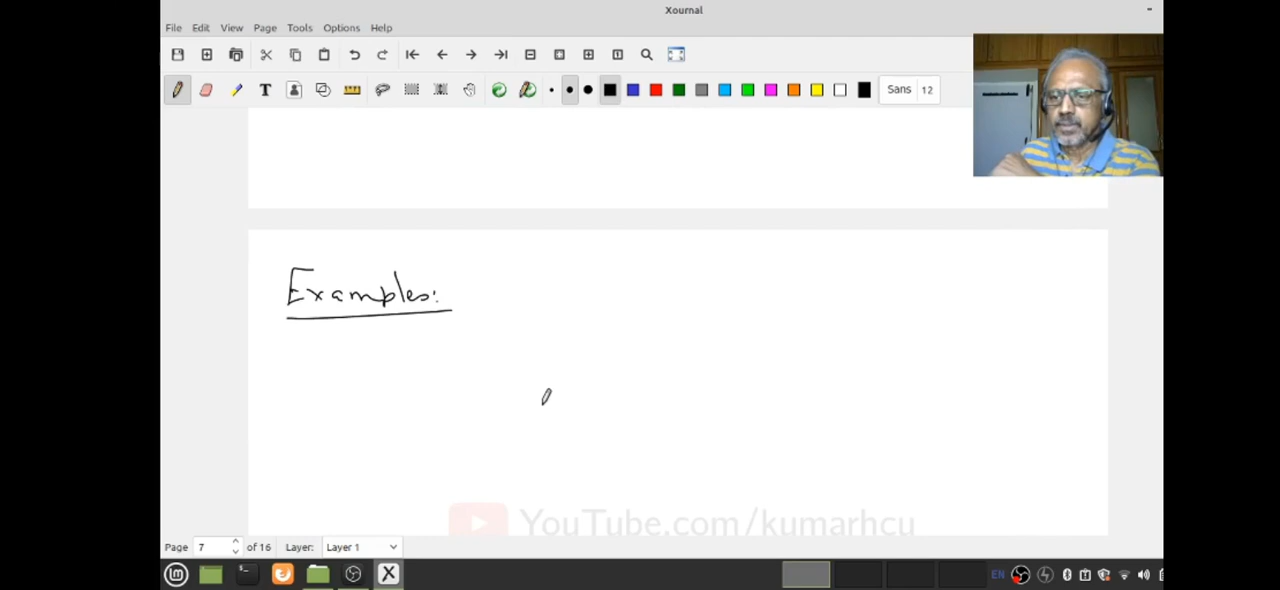 Xournal
File Edit View Page Tools Options Help
Sans 12
Examples:
YouTube.com/kumarhcu
Page 7 of 16 Layer: Layer 1
EN